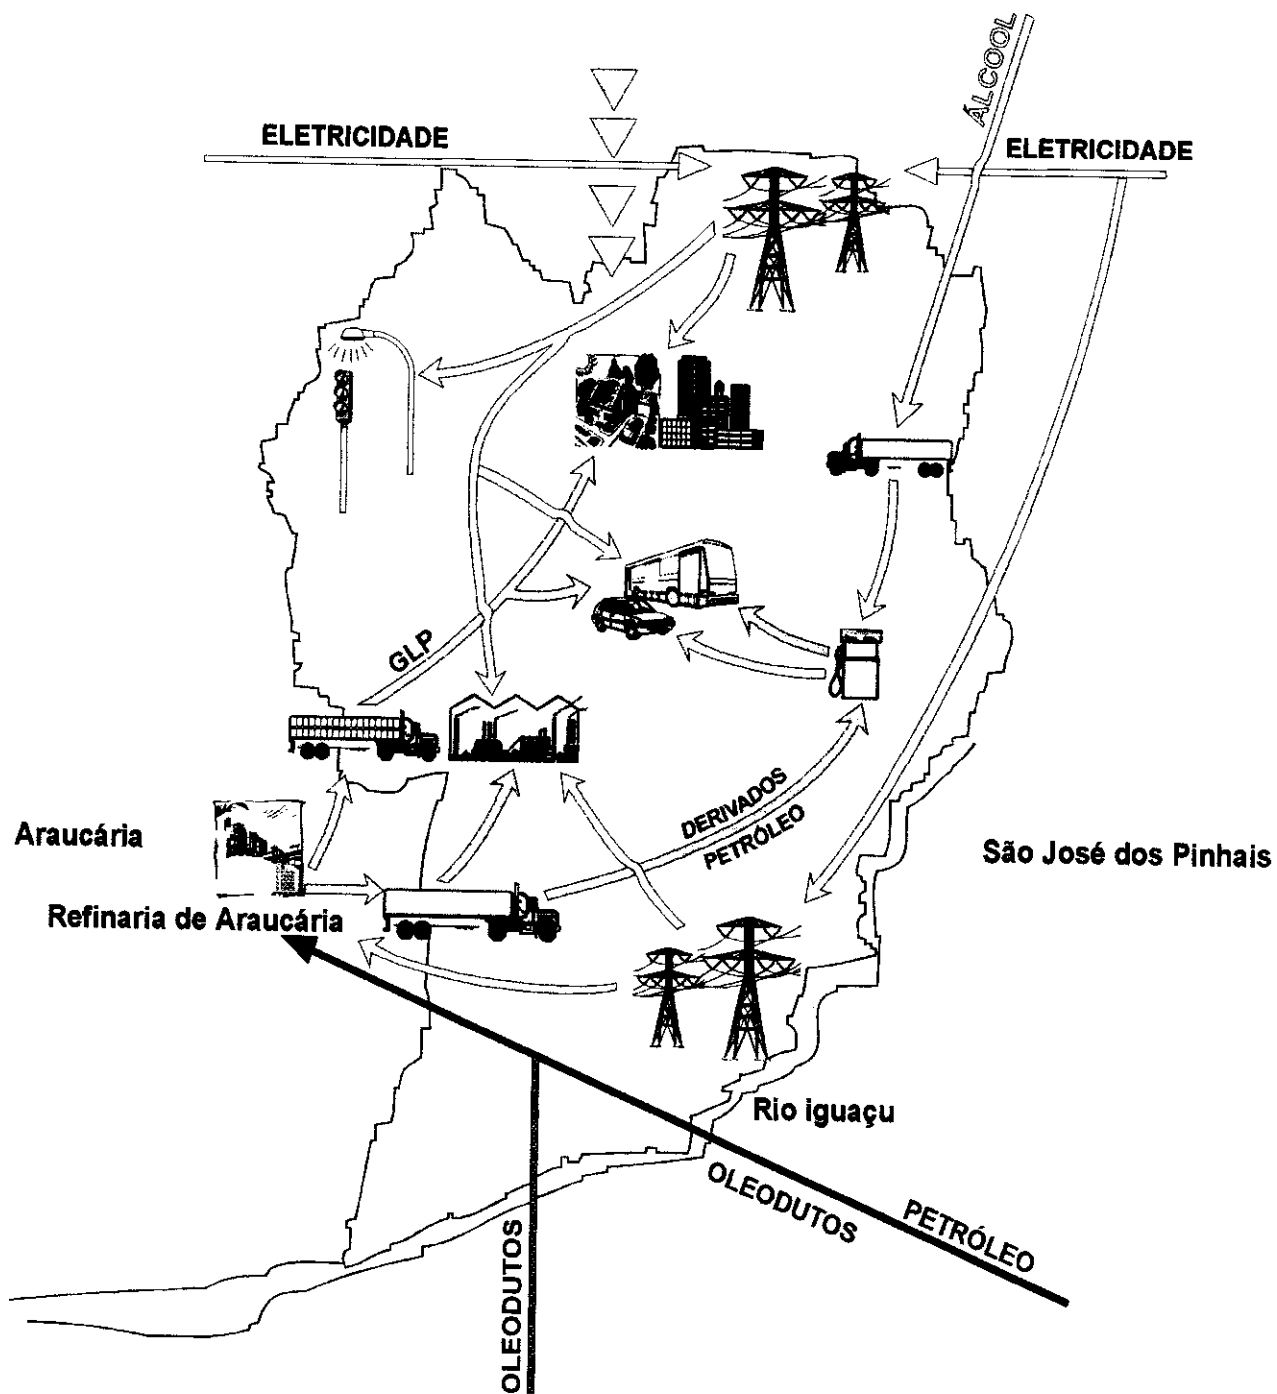 ÁLCOOL
ELETRICIDADE
ELETRICIDADE
GLP
DERIVADOS
PETRÓLEO
Araucária
São José dos Pinhais
Refinaria de Araucária
Rio iguaçu
OLEODUTOS
PETRÓLEO
OLEODUTOS